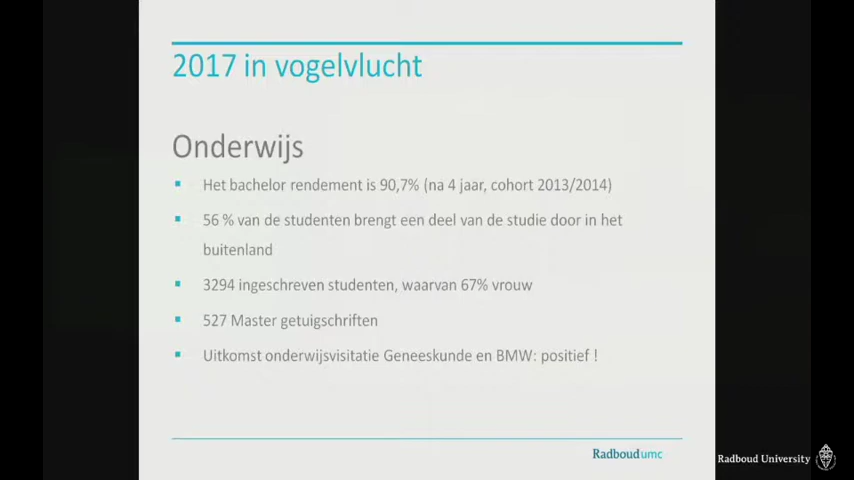 2017 in vogelvlucht
Onderwijs
Het bachelor rendement is 90,7% (na 4 jaar, cohort 2013/2014)
56 % van de studenten brengt een deel van de studie door in het
buitenland
3294 ingeschreven studenten, waarvan 67% vrouw
527 Master getuigschriften
Uitkomst onderwijsvisitatie Geneeskunde en BMW: positief !
Radboudumc
Radboud University